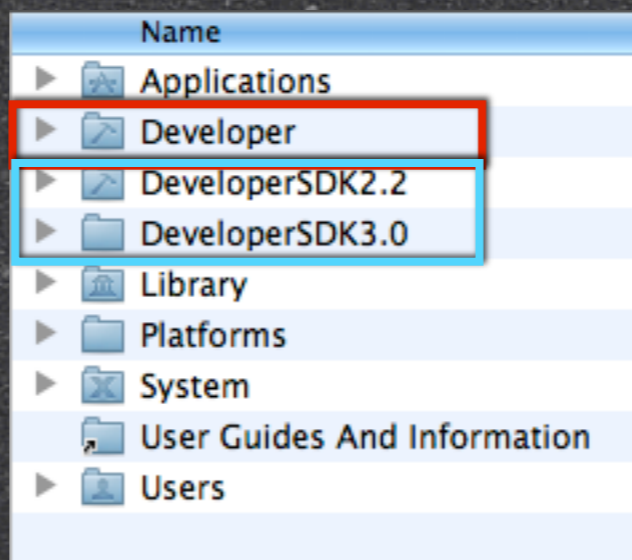 Name
Applications
Developer
DeveloperSDK2.2
DeveloperSDK3.0
Library
Platforms
System
User Guides And Information
Users